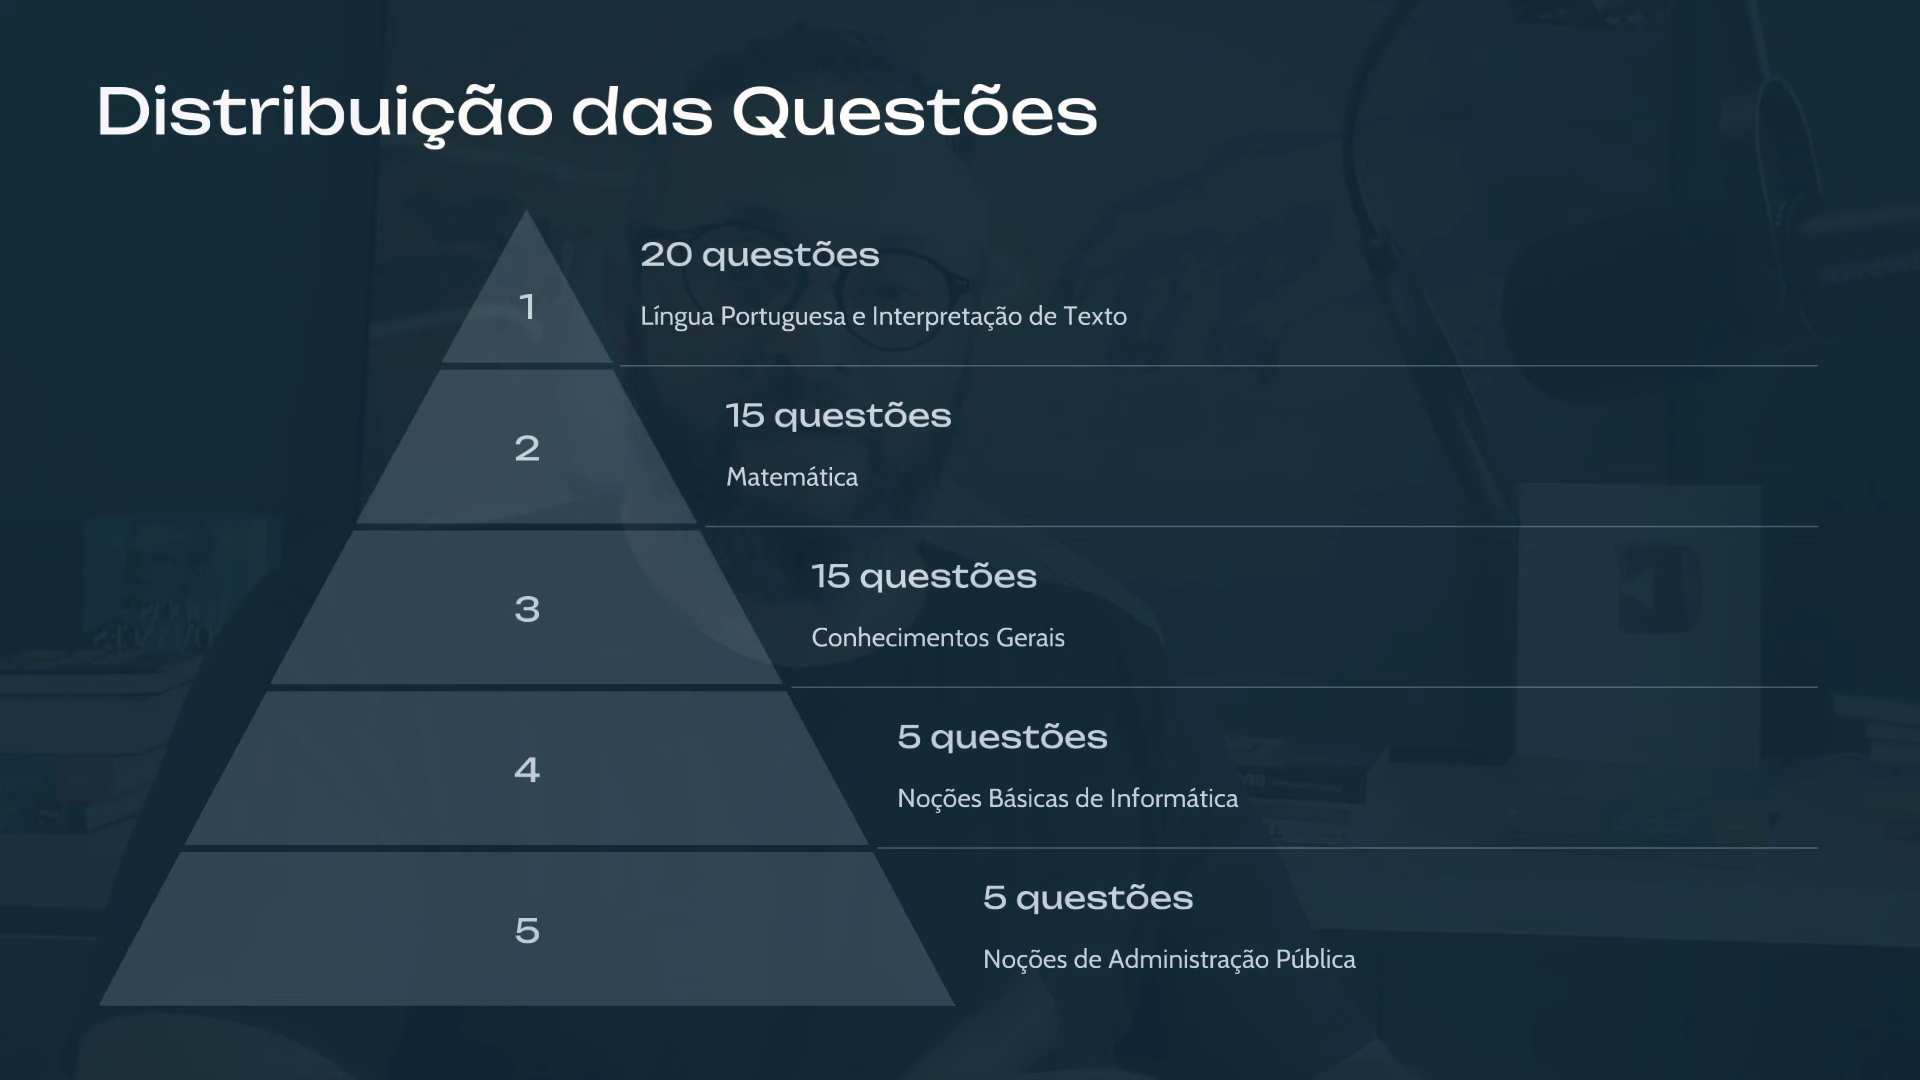 Distribuição das Questões
1
20 questões
Língua Portuguesa e Interpretação de Texto
2
15 questões
Matemática
3
15 questões
Conhecimentos Gerais
4
5 questões
Noções Básicas de Informática
5
5 questões
Noções de Administração Pública